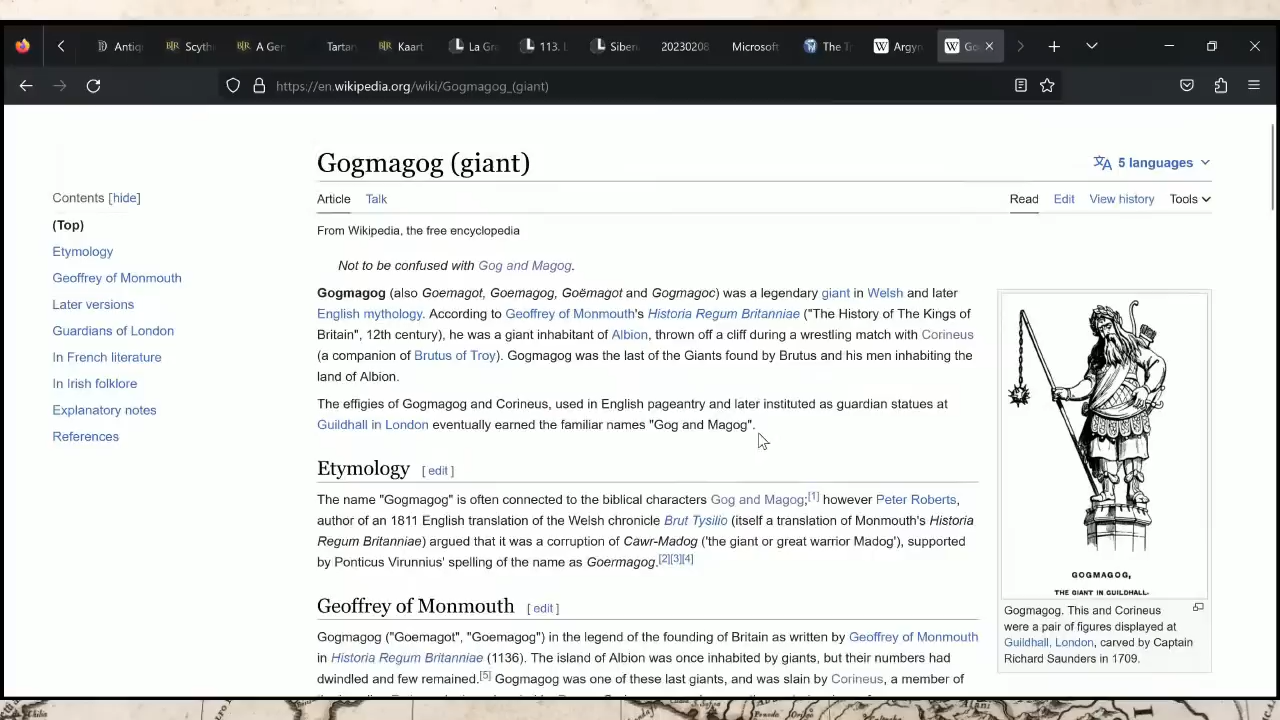 Antiq
Scyth
A Gen
Tartar
Kaart
La Gra
113. I.
Siberi
20230208
Microsoft
The T
Argyn
Go
https://en.wikipedia.org/wiki/Gogmagog_(giant)
Gogmagog (giant)
5 languages
Contents [hide]
Article Talk
Read Edit View history Tools
(Top)
From Wikipedia, the free encyclopedia
Etymology
Geoffrey of Monmouth
Later versions
Guardians of London
In French literature
In Irish folklore
Explanatory notes
References
Not to be confused with Gog and Magog.
Gogmagog (also Goemagot, Goemagog, Goëmagot and Gogmagoc) was a legendary giant in Welsh and later
English mythology. According to Geoffrey of Monmouth's Historia Regum Britanniae ("The History of The Kings of
Britain", 12th century), he was a giant inhabitant of Albion, thrown off a cliff during a wrestling match with Corineus
(a companion of Brutus of Troy). Gogmagog was the last of the Giants found by Brutus and his men inhabiting the
land of Albion.
The effigies of Gogmagog and Corineus, used in English pageantry and later instituted as guardian statues at
Guildhall in London eventually earned the familiar names "Gog and Magog".
Etymology [ edit ]
The name "Gogmagog" is often connected to the biblical characters Gog and Magog;[1] however Peter Roberts,
author of an 1811 English translation of the Welsh chronicle Brut Tysilio (itself a translation of Monmouth's Historia
Regum Britanniae) argued that it was a corruption of Cawr-Madog ('the giant or great warrior Madog'), supported
by Ponticus Virunnius' spelling of the name as Goermagog.[2][3][4]
Geoffrey of Monmouth [ edit ]
Gogmagog ("Goemagot", "Goemagog") in the legend of the founding of Britain as written by Geoffrey of Monmouth
in Historia Regum Britanniae (1136). The island of Albion was once inhabited by giants, but their numbers had
dwindled and few remained.[5] Gogmagog was one of these last giants, and was slain by Corineus, a member of
GOGMAGOG,
THE GIANT IN GUILDHALL.
Gogmagog. This and Corineus
were a pair of figures displayed at
Guildhall, London, carved by Captain
Richard Saunders in 1709.
Alani